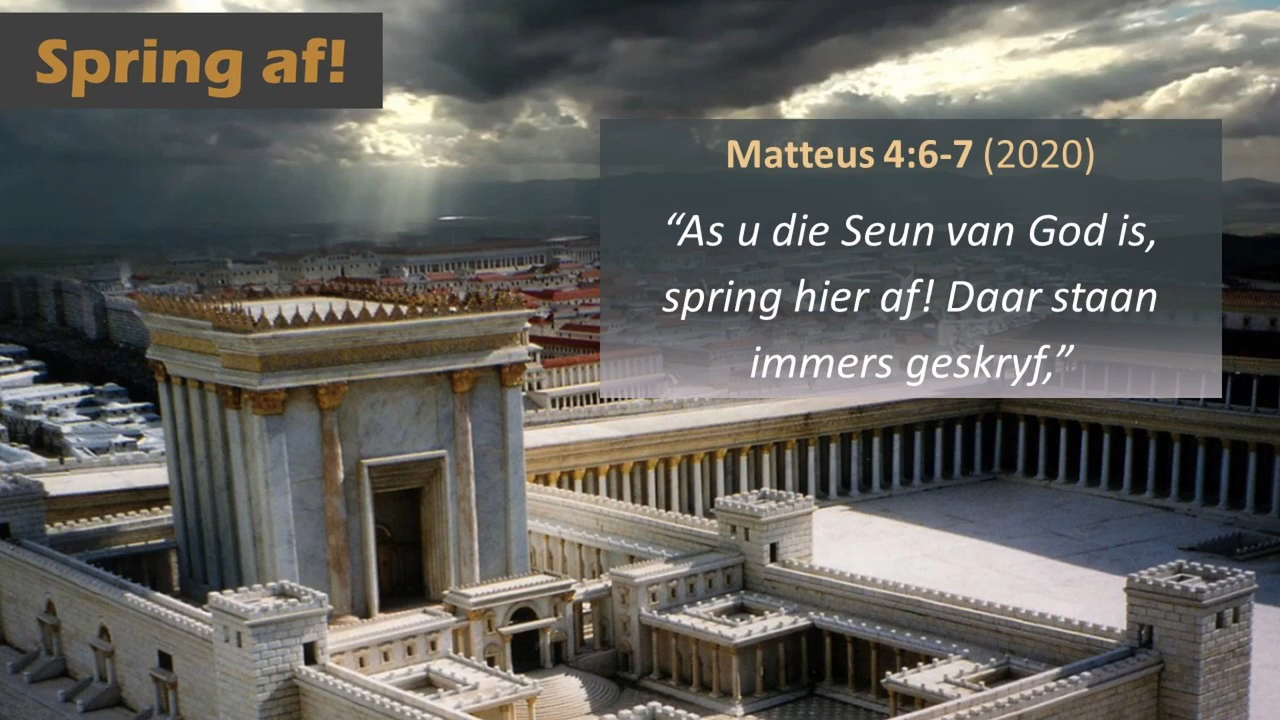 Spring af!
Matteus 4:6-7 (2020)
“As u die Seun van God is,
spring hier af! Daar staan
immers geskryf,”